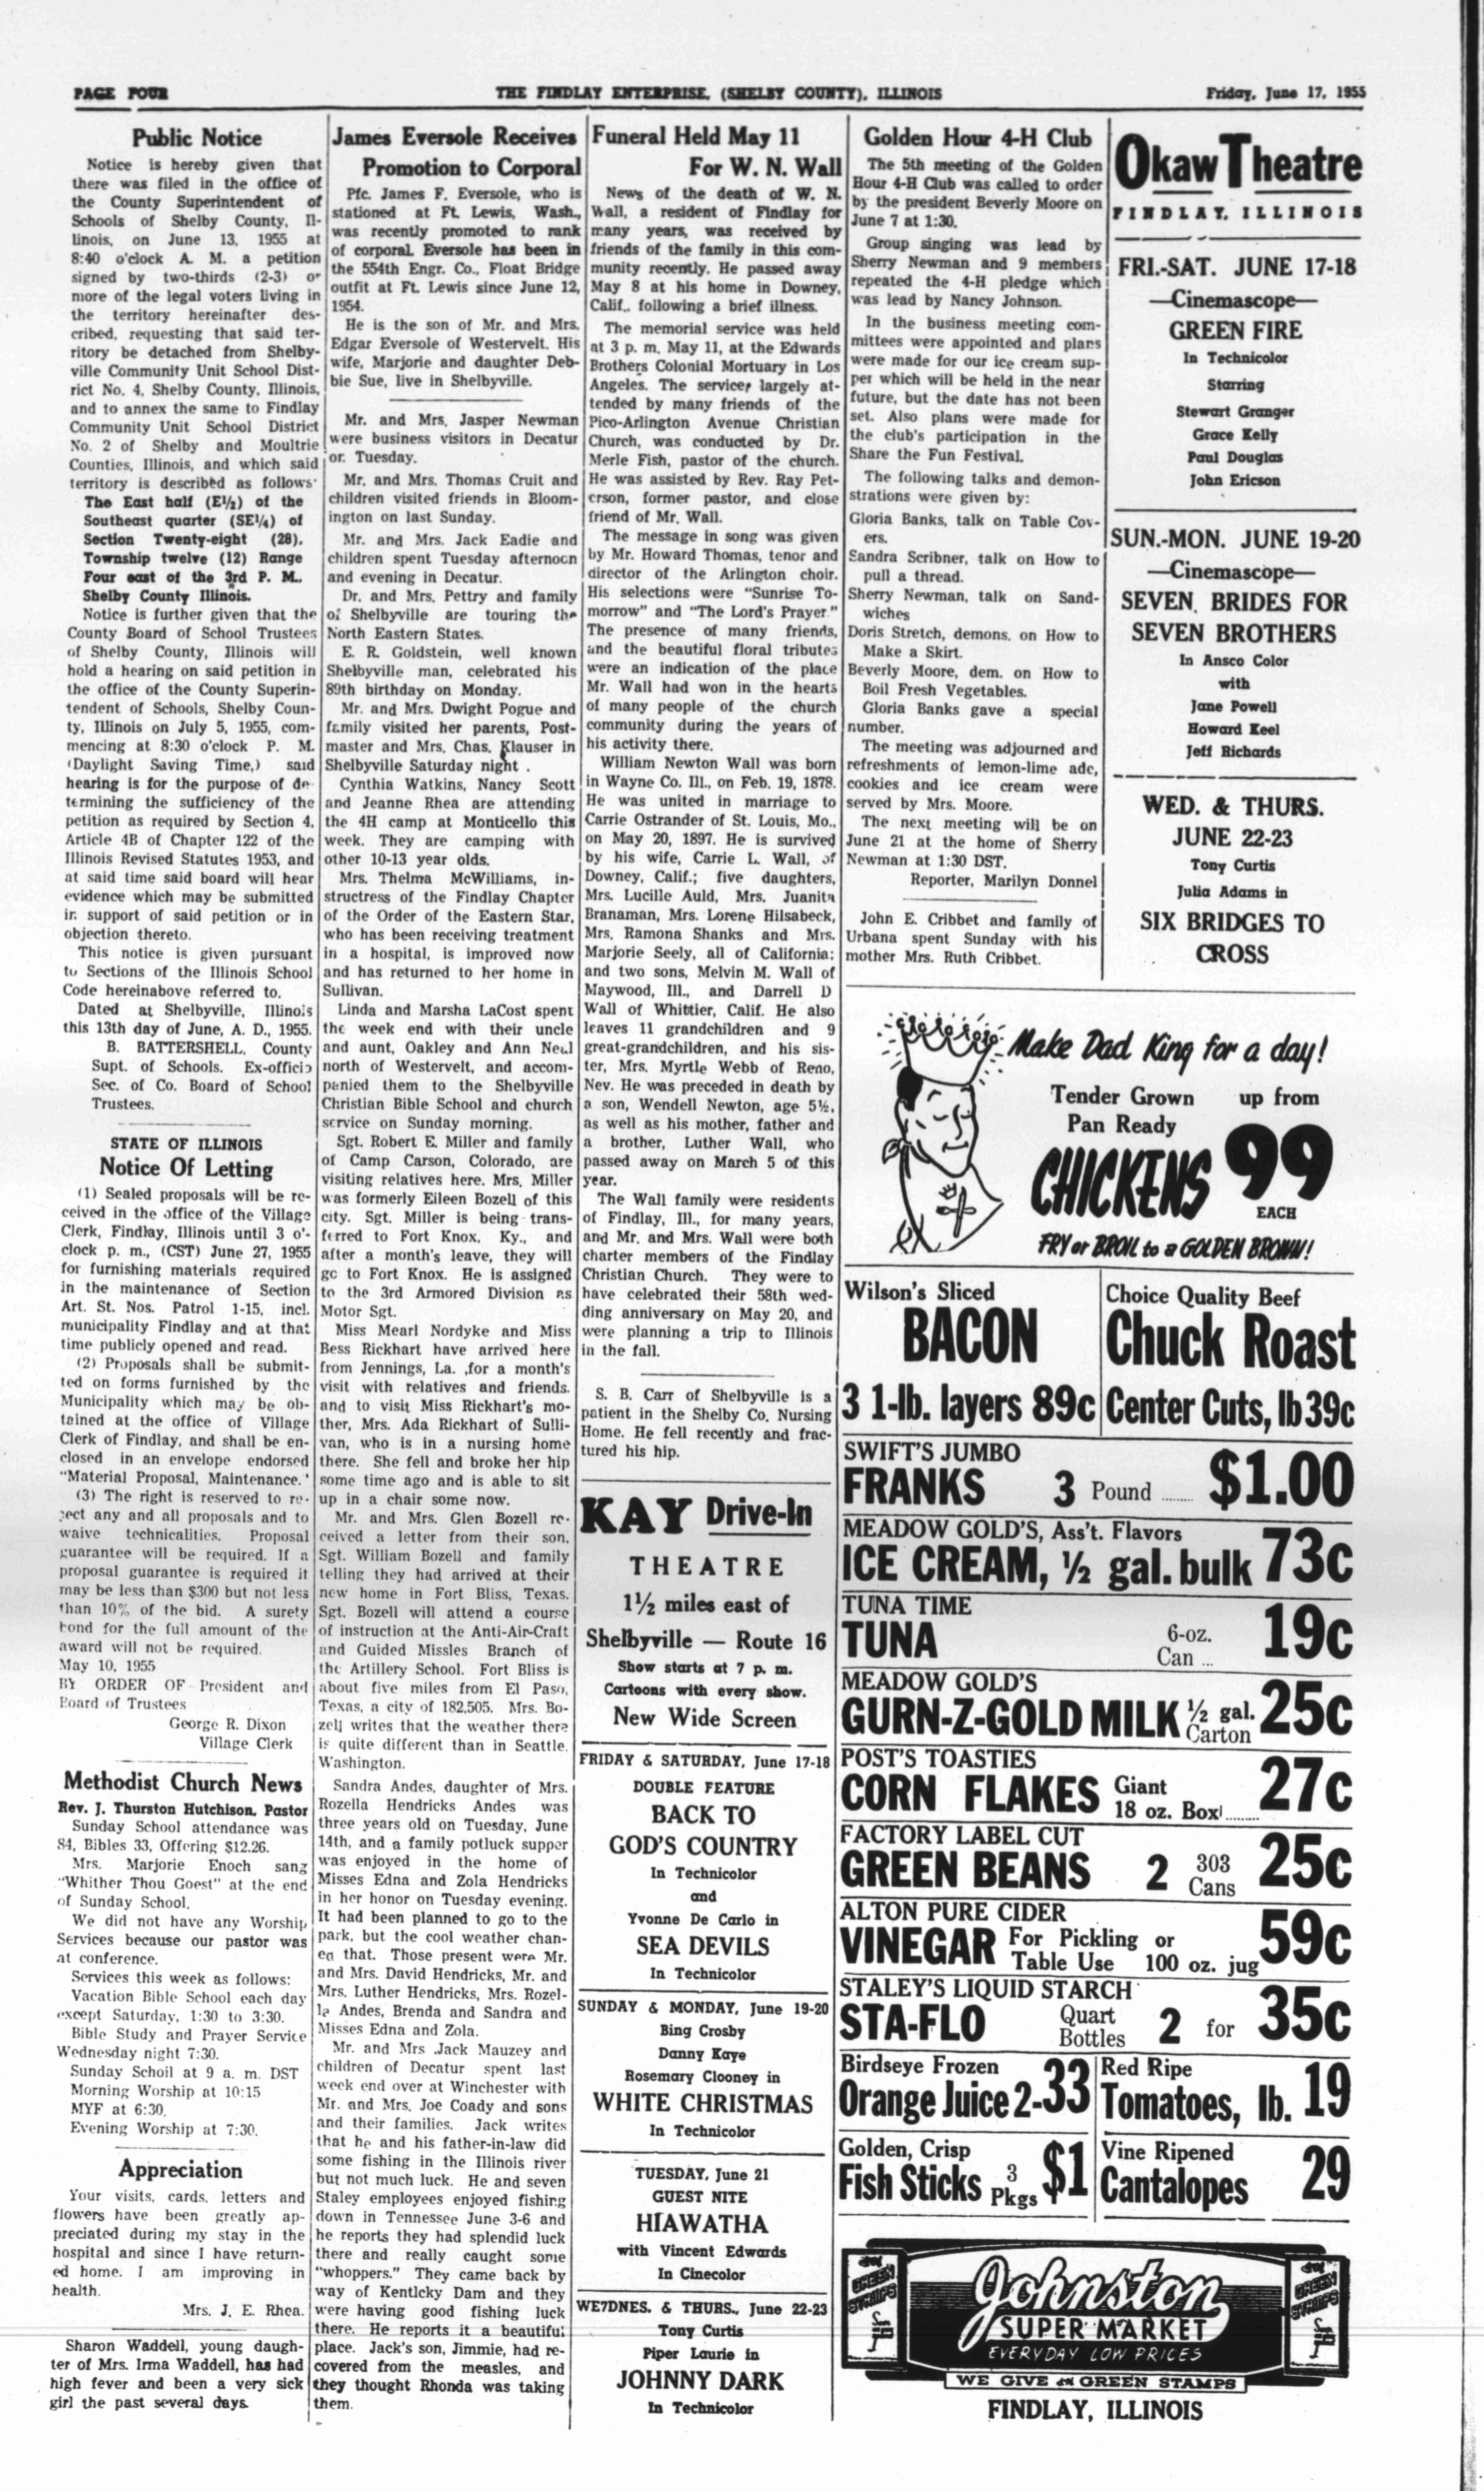 PAGE FOUR
THE FINDLAY ENTERPRISE, (SHELBY COUNTY), ILLINOIS
Friday, June 17, 1955
Public Notice
Notice is hereby given that
there was filed in the office of
the County Superintendent of
Schools of Shelby County, Il-
linois, on June 13, 1955 at
8:40 o'clock A. M. a petition
signed by two-thirds (2-3) or
more of the legal voters living in
the territory hereinafter des-
cribed, requesting that said ter-
ritory be detached from Shelby-
ville Community Unit School Dist-
rict No. 4, Shelby County, Illinois,
and to annex the same to Findlay
Community Unit School District
No. 2 of Shelby and Moultrie
Counties, Illinois, and which said
territory is described as follows:
The East half (E½) of the
Southeast quarter (SE¼) of
Section Twenty-eight (28),
Township twelve (12) Range
Four east of the 3rd P. M.,
Shelby County Illinois.
Notice is further given that the
County Board of School Trustees
of Shelby County, Illinois will
hold a hearing on said petition in
the office of the County Superin-
tendent of Schools, Shelby Coun-
ty, Illinois on July 5, 1955, com-
mencing at 8:30 o'clock P. M.
(Daylight Saving Time,) said
hearing is for the purpose of de-
termining the sufficiency of the
petition as required by Section 4,
Article 4B of Chapter 122 of the
Illinois Revised Statutes 1953, and
at said time said board will hear
evidence which may be submitted
in support of said petition or in
objection thereto.
This notice is given pursuant
to Sections of the Illinois School
Code hereinabove referred to.
Dated at Shelbyville, Illinois
this 13th day of June, A. D., 1955.
B. BATTERSHELL, County
Supt. of Schools. Ex-officio
Sec. of Co. Board of School
Trustees.
STATE OF ILLINOIS
Notice Of Letting
(1) Sealed proposals will be re-
ceived in the office of the Village
Clerk, Findlay, Illinois until 3 o'-
clock p. m., (CST) June 27, 1955
for furnishing materials required
in the maintenance of Section
Art. St. Nos. Patrol 1-15, incl.
municipality Findlay and at that
time publicly opened and read.
(2) Proposals shall be submit-
ted on forms furnished by the
Municipality which may be ob-
tained at the office of Village
Clerk of Findlay, and shall be en-
closed in an envelope endorsed
"Material Proposal, Maintenance.'
(3) The right is reserved to re-
ject any and all proposals and to
waive technicalities. Proposal
guarantee will be required. If a
proposal guarantee is required it
may be less than $300 but not less
than 10% of the bid. A surety
bond for the full amount of the
award will not be required.
May 10, 1955
BY ORDER OF President and
Board of Trustees
George R. Dixon
Village Clerk
Methodist Church News
Rev. J. Thurston Hutchison, Pastor
Sunday School attendance was
84, Bibles 33, Offering $12.26.
Mrs. Marjorie Enoch sang
"Whither Thou Goest" at the end
of Sunday School.
We did not have any Worship
Services because our pastor was
at conference.
Services this week as follows:
Vacation Bible School each day
except Saturday, 1:30 to 3:30.
Bible Study and Prayer Service
Wednesday night 7:30.
Sunday Schoil at 9 a. m. DST
Morning Worship at 10:15
MYF at 6:30.
Evening Worship at 7:30.
Appreciation
Your visits, cards, letters and
flowers have been greatly ap-
preciated during my stay in the
hospital and since I have return-
ed home. I am improving in
health.
Mrs. J. E. Rhea.
Sharon Waddell, young daugh-
ter of Mrs. Irma Waddell, has had
high fever and been a very sick
girl the past several days.
James Eversole Receives
Promotion to Corporal
Pfc. James F. Eversole, who is
stationed at Ft. Lewis, Wash.,
was recently promoted to rank
of corporal. Eversole has been in
the 554th Engr. Co., Float Bridge
outfit at Ft. Lewis since June 12,
1954.
He is the son of Mr. and Mrs.
Edgar Eversole of Westervelt. His
wife, Marjorie and daughter Deb-
bie Sue, live in Shelbyville.
Mr. and Mrs. Jasper Newman
were business visitors in Decatur
or. Tuesday.
Mr. and Mrs. Thomas Cruit and
children visited friends in Bloom-
ington on last Sunday.
Mr. and Mrs. Jack Eadie and
children spent Tuesday afternoon
and evening in Decatur.
Dr. and Mrs. Pettry and family
of Shelbyville are touring the
North Eastern States.
E. R. Goldstein, well known
Shelbyville man, celebrated his
89th birthday on Monday.
Mr. and Mrs. Dwight Pogue and
family visited her parents, Post-
master and Mrs. Chas. Klauser in
Shelbyville Saturday night .
Cynthia Watkins, Nancy Scott
and Jeanne Rhea are attending
the 4H camp at Monticello this
week. They are camping with
other 10-13 year olds.
Mrs. Thelma McWilliams, in-
structress of the Findlay Chapter
of the Order of the Eastern Star,
who has been receiving treatment
in a hospital, is improved now
and has returned to her home in
Sullivan.
Linda and Marsha LaCost spent
the week end with their uncle
and aunt, Oakley and Ann Neal
north of Westervelt, and accom-
panied them to the Shelbyville
Christian Bible School and church
service on Sunday morning.
Sgt. Robert E. Miller and family
of Camp Carson, Colorado, are
visiting relatives here. Mrs. Miller
was formerly Eileen Bozell of this
city. Sgt. Miller is being trans-
ferred to Fort Knox, Ky., and
after a month's leave, they will
go to Fort Knox. He is assigned
to the 3rd Armored Division as
Motor Sgt.
Miss Mearl Nordyke and Miss
Bess Rickhart have arrived here
from Jennings, La. ,for a month's
visit with relatives and friends.
and to visit Miss Rickhart's mo-
ther, Mrs. Ada Rickhart of Sulli-
van, who is in a nursing home
there. She fell and broke her hip
some time ago and is able to sit
up in a chair some now.
Mr. and Mrs. Glen Bozell re-
ceived a letter from their son,
Sgt. William Bozell and family
telling they had arrived at their
new home in Fort Bliss, Texas.
Sgt. Bozell will attend a course
of instruction at the Anti-Air-Craft
and Guided Missles Branch of
the Artillery School. Fort Bliss is
about five miles from El Paso,
Texas, a city of 182,505. Mrs. Bo-
zell writes that the weather there
is quite different than in Seattle,
Washington.
Sandra Andes, daughter of Mrs.
Rozella Hendricks Andes was
three years old on Tuesday, June
14th, and a family potluck supper
was enjoyed in the home of
Misses Edna and Zola Hendricks
in her honor on Tuesday evening.
It had been planned to go to the
park, but the cool weather chan-
ed that. Those present were Mr.
and Mrs. David Hendricks, Mr. and
Mrs. Luther Hendricks, Mrs. Rozel-
la Andes, Brenda and Sandra and
Misses Edna and Zola.
Mr. and Mrs .Jack Mauzey and
children of Decatur spent last
week end over at Winchester with
Mr. and Mrs. Joe Coady and sons
and their families. Jack writes
that he and his father-in-law did
some fishing in the Illinois river
but not much luck. He and seven
Staley employees enjoyed fishing
down in Tennessee June 3-6 and
he reports they had splendid luck
there and really caught some
"whoppers." They came back by
way of Kenticky Dam and they
were having good fishing luck
there. He reports it a beautiful
place. Jack's son, Jimmie, had re-
covered from the measles, and
they thought Rhonda was taking
them.
Funeral Held May 11
For W. N. Wall
News of the death of W. N.
Wall, a resident of Findlay for
many years, was received by
friends of the family in this com-
munity recently. He passed away
May 8 at his home in Downey,
Calif., following a brief illness.
The memorial service was held
at 3 p. m. May 11, at the Edwards
Brothers Colonial Mortuary in Los
Angeles. The service, largely at-
tended by many friends of the
Pico-Arlington Avenue Christian
Church, was conducted by Dr.
Merle Fish, pastor of the church.
He was assisted by Rev. Ray Pet-
erson, former pastor, and close
friend of Mr. Wall.
The message in song was given
by Mr. Howard Thomas, tenor and
director of the Arlington choir.
His selections were "Sunrise To-
morrow" and "The Lord's Prayer."
The presence of many friends,
and the beautiful floral tributes
were an indication of the place
Mr. Wall had won in the hearts
of many people of the church
community during the years of
his activity there.
William Newton Wall was born
in Wayne Co. Ill., on Feb. 19, 1878.
He was united in marriage to
Carrie Ostrander of St. Louis, Mo.,
on May 20, 1897. He is survived
by his wife, Carrie L. Wall, of
Downey, Calif.; five daughters,
Mrs. Lucille Auld, Mrs. Juanita
Branaman, Mrs. Lorene Hilsabeck,
Mrs. Ramona Shanks and Mrs.
Marjorie Seely, all of California;
and two sons, Melvin M. Wall of
Maywood, Ill., and Darrell D
Wall of Whittier, Calif. He also
leaves 11 grandchildren and 9
great-grandchildren, and his sis-
ter, Mrs. Myrtle Webb of Reno,
Nev. He was preceded in death by
a son, Wendell Newton, age 5½,
as well as his mother, father and
a brother, Luther Wall, who
passed away on March 5 of this
year.
The Wall family were residents
of Findlay, Ill., for many years,
and Mr. and Mrs. Wall were both
charter members of the Findlay
Christian Church. They were to
have celebrated their 58th wed-
ding anniversary on May 20, and
were planning a trip to Illinois
in the fall.
S. B. Carr of Shelbyville is a
patient in the Shelby Co. Nursing
Home. He fell recently and frac-
tured his hip.
KAY Drive-In
THEATRE
1½ miles east of
Shelbyville — Route 16
Show starts at 7 p. m.
Cartoons with every show.
New Wide Screen
FRIDAY & SATURDAY, June 17-18
DOUBLE FEATURE
BACK TO
GOD'S COUNTRY
In Technicolor
and
Yvonne De Carlo in
SEA DEVILS
In Technicolor
SUNDAY & MONDAY, June 19-20
Bing Crosby
Danny Kaye
Rosemary Clooney in
WHITE CHRISTMAS
In Technicolor
TUESDAY, June 21
GUEST NITE
HIAWATHA
with Vincent Edwards
In Cinecolor
WE7DNES. & THURS., June 22-23
Tony Curtis
Piper Laurie in
JOHNNY DARK
In Technicolor
Golden Hour 4-H Club
The 5th meeting of the Golden
Hour 4-H Club was called to order
by the president Beverly Moore on
June 7 at 1:30.
Group singing was lead by
Sherry Newman and 9 members
repeated the 4-H pledge which
was lead by Nancy Johnson.
In the business meeting com-
mittees were appointed and plans
were made for our ice cream sup-
per which will be held in the near
future, but the date has not been
set. Also plans were made for
the club's participation in the
Share the Fun Festival.
The following talks and demon-
strations were given by:
Gloria Banks, talk on Table Cov-
ers.
Sandra Scribner, talk on How to
pull a thread.
Sherry Newman, talk on Sand-
wiches
Doris Stretch, demons. on How to
Make a Skirt.
Beverly Moore, dem. on How to
Boil Fresh Vegetables.
Gloria Banks gave a special
number.
The meeting was adjourned and
refreshments of lemon-lime ade,
cookies and ice cream were
served by Mrs. Moore.
The next meeting will be on
June 21 at the home of Sherry
Newman at 1:30 DST.
Reporter, Marilyn Donnel
John E. Cribbet and family of
Urbana spent Sunday with his
mother Mrs. Ruth Cribbet.
Okaw Theatre
FINDLAY, ILLINOIS
FRI.-SAT. JUNE 17-18
—Cinemascope—
GREEN FIRE
In Technicolor
Starring
Stewart Granger
Grace Kelly
Paul Douglas
John Ericson
SUN.-MON. JUNE 19-20
—Cinemascope—
SEVEN BRIDES FOR
SEVEN BROTHERS
In Ansco Color
with
Jane Powell
Howard Keel
Jeff Richards
WED. & THURS.
JUNE 22-23
Tony Curtis
Julia Adams in
SIX BRIDGES TO
CROSS
Make Dad King for a day!
Tender Grown up from
Pan Ready
CHICKENS 99
EACH
FRY or BROIL to a GOLDEN BROWN!
Wilson's Sliced
BACON
3 1-lb. layers 89c
Choice Quality Beef
Chuck Roast
Center Cuts, lb 39c
SWIFT'S JUMBO
FRANKS 3 Pound ........ $1.00
MEADOW GOLD'S, Ass't. Flavors
ICE CREAM, ½ gal. bulk 73c
TUNA TIME
TUNA 6-oz. Can ... 19c
MEADOW GOLD'S
GURN-Z-GOLD MILK ½ gal. Carton 25c
POST'S TOASTIES
CORN FLAKES Giant 18 oz. Box ........ 27c
FACTORY LABEL CUT
GREEN BEANS 2 303 Cans 25c
ALTON PURE CIDER
VINEGAR For Pickling or Table Use 100 oz. jug 59c
STALEY'S LIQUID STARCH
STA-FLO Quart Bottles 2 for 35c
Birdseye Frozen
Orange Juice 2-33
Red Ripe
Tomatoes, lb. 19
Golden, Crisp
Fish Sticks 3 Pkgs $1
Vine Ripened
Cantalopes 29
Johnston
SUPER MARKET
EVERYDAY LOW PRICES
WE GIVE S&H GREEN STAMPS
FINDLAY, ILLINOIS